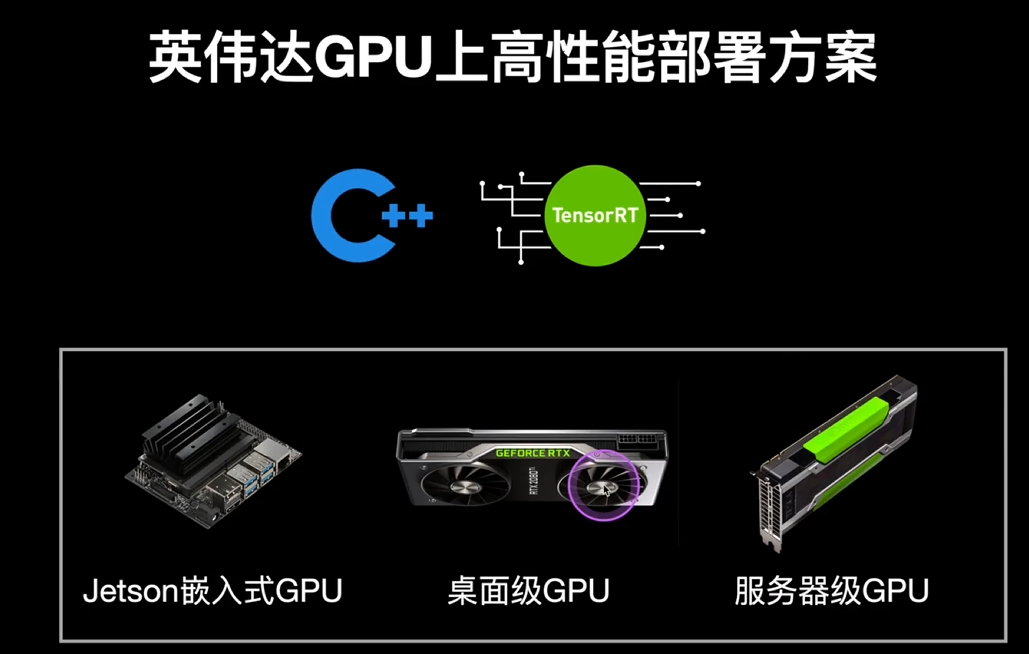 英伟达GPU上高性能部署方案
C++
TensorRT
GEFORCE RTX
RTX 2080 Ti
Jetson嵌入式GPU
桌面级GPU
服务器级GPU